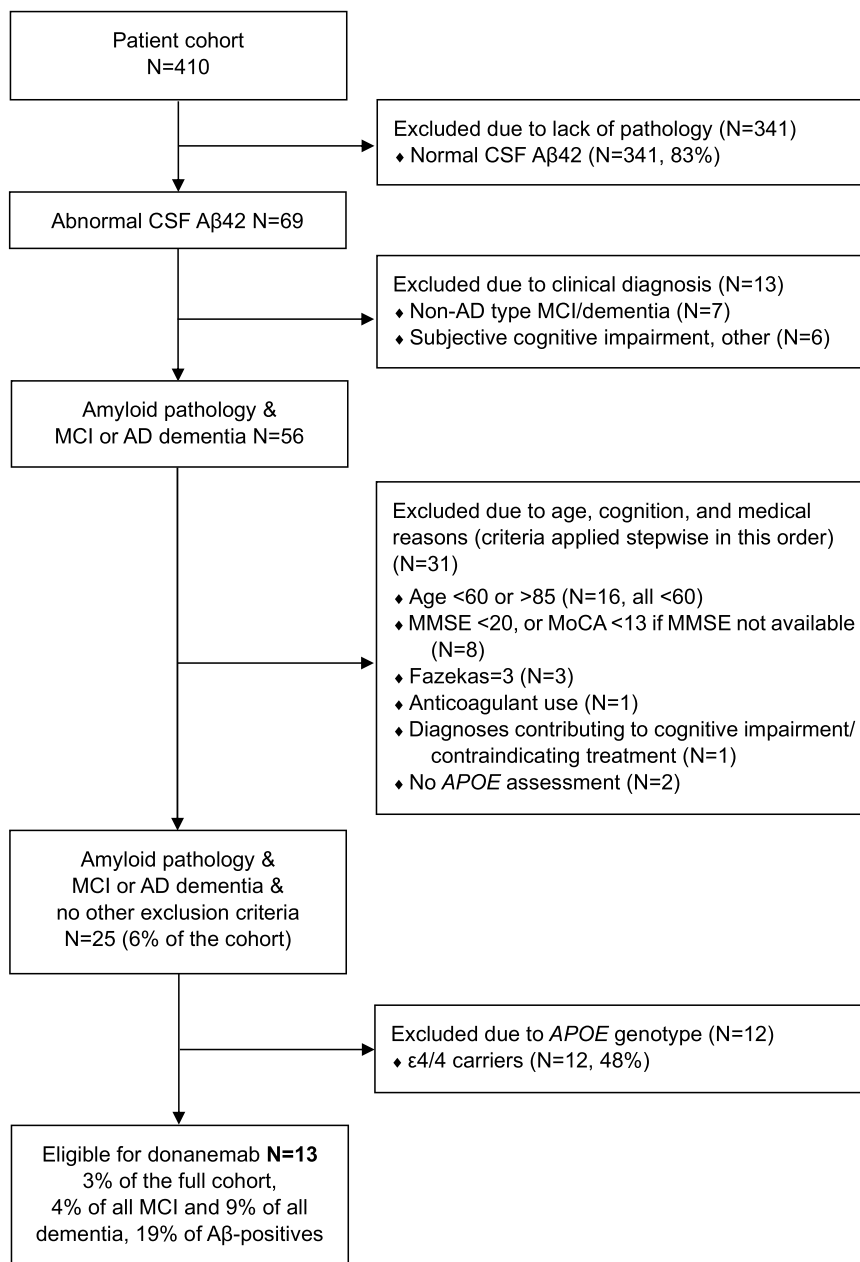 Patient cohort
N=410
Excluded due to lack of pathology (N=341)
♦ Normal CSF Aβ42 (N=341, 83%)
Abnormal CSF Aβ42 N=69
Excluded due to clinical diagnosis (N=13)
♦ Non-AD type MCI/dementia (N=7)
♦ Subjective cognitive impairment, other (N=6)
Amyloid pathology &
MCI or AD dementia N=56
Excluded due to age, cognition, and medical
reasons (criteria applied stepwise in this order)
(N=31)
♦ Age <60 or >85 (N=16, all <60)
♦ MMSE <20, or MoCA <13 if MMSE not available
(N=8)
♦ Fazekas=3 (N=3)
♦ Anticoagulant use (N=1)
♦ Diagnoses contributing to cognitive impairment/
contraindicating treatment (N=1)
♦ No APOE assessment (N=2)
Amyloid pathology &
MCI or AD dementia &
no other exclusion criteria
N=25 (6% of the cohort)
Excluded due to APOE genotype (N=12)
♦ ε4/4 carriers (N=12, 48%)
Eligible for donanemab N=13
3% of the full cohort,
4% of all MCI and 9% of all
dementia, 19% of Aβ-positives